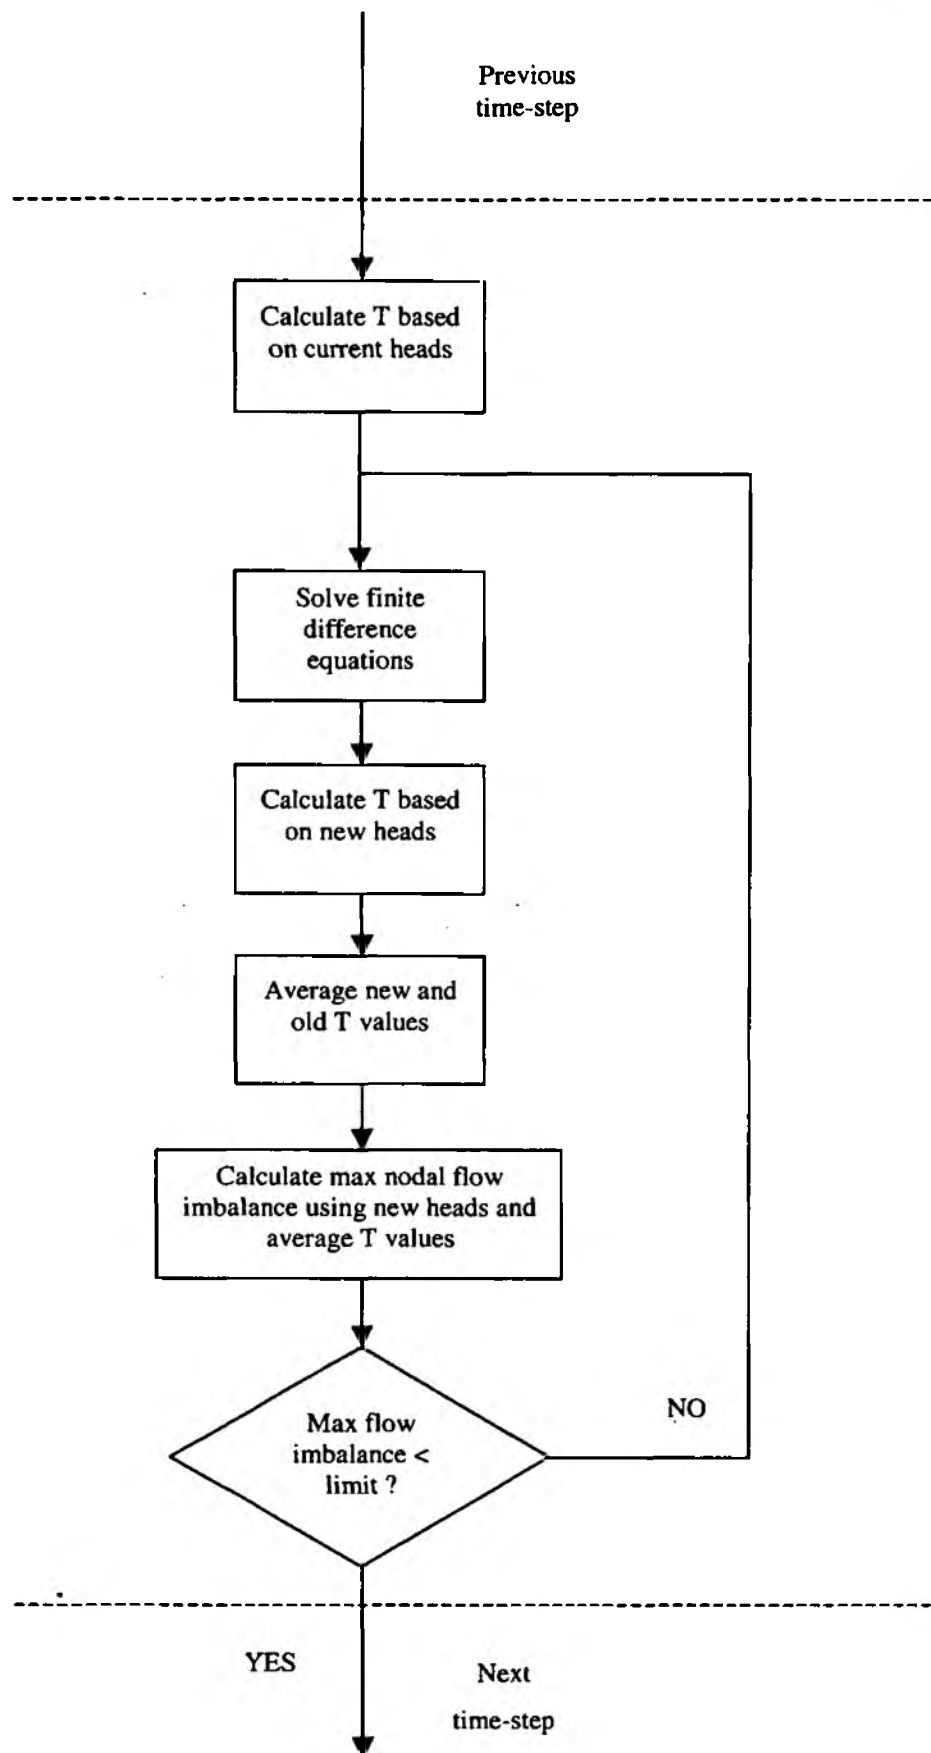 Previous
time-step
Calculate T based
on current heads
Solve finite
difference
equations
Calculate T based
on new heads
Average new and
old T values
Calculate max nodal flow
imbalance using new heads and
average T values
Max flow
imbalance <
limit ?
NO
YES
Next
time-step